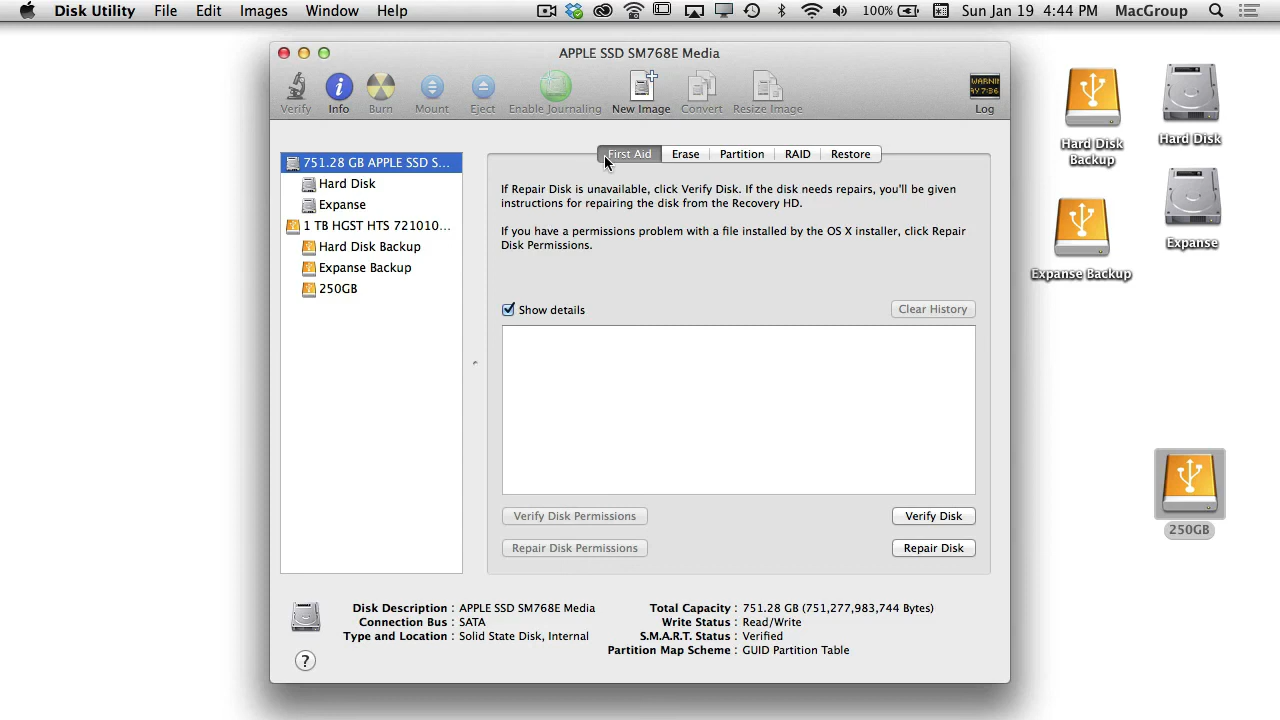 Disk Utility File Edit Images Window Help 100% Sun Jan 19 4:44 PM MacGroup
APPLE SSD SM768E Media
Verify Info Burn Mount Eject Enable Journaling New Image Convert Resize Image Log
WARNIN
AY 7:86
751.28 GB APPLE SSD S...
Hard Disk
Expanse
1 TB HGST HTS 721010...
Hard Disk Backup
Expanse Backup
250GB
First Aid Erase Partition RAID Restore
If Repair Disk is unavailable, click Verify Disk. If the disk needs repairs, you'll be given
instructions for repairing the disk from the Recovery HD.
If you have a permissions problem with a file installed by the OS X installer, click Repair
Disk Permissions.
Show details Clear History
Verify Disk Permissions Verify Disk
Repair Disk Permissions Repair Disk
Disk Description : APPLE SSD SM768E Media
Connection Bus : SATA
Type and Location : Solid State Disk, Internal
Total Capacity : 751.28 GB (751,277,983,744 Bytes)
Write Status : Read/Write
S.M.A.R.T. Status : Verified
Partition Map Scheme : GUID Partition Table
?
Hard Disk
Backup
Hard Disk
Expanse
Expanse Backup
250GB